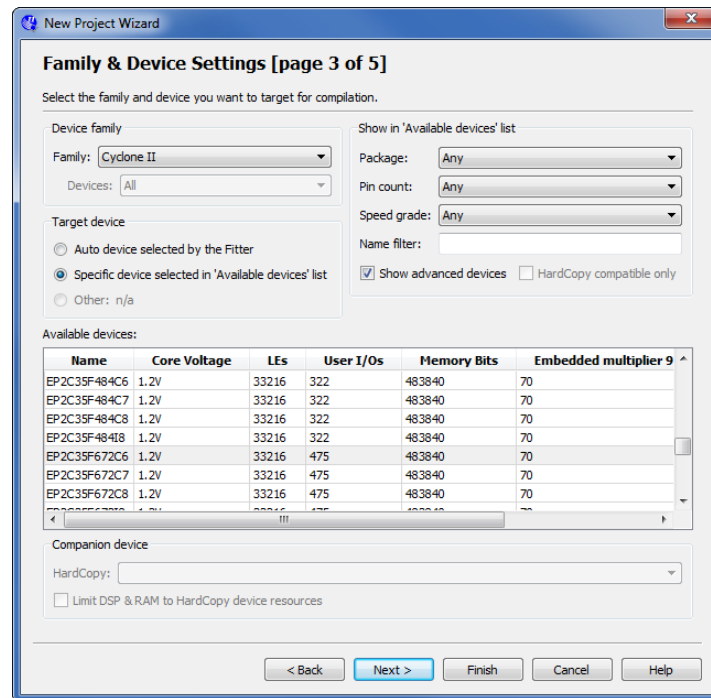 New Project Wizard
Family & Device Settings [page 3 of 5]
Select the family and device you want to target for compilation.
Device family
Family: Cyclone II
Devices: All
Show in 'Available devices' list
Package: Any
Pin count: Any
Speed grade: Any
Name filter:
Show advanced devices HardCopy compatible only
Target device
Auto device selected by the Fitter
Specific device selected in 'Available devices' list
Other: n/a
Available devices:
Name Core Voltage LEs User I/Os Memory Bits Embedded multiplier 9
EP2C35F484C6 1.2V 33216 322 483840 70
EP2C35F484C7 1.2V 33216 322 483840 70
EP2C35F484C8 1.2V 33216 322 483840 70
EP2C35F484I8 1.2V 33216 322 483840 70
EP2C35F672C6 1.2V 33216 475 483840 70
EP2C35F672C7 1.2V 33216 475 483840 70
EP2C35F672C8 1.2V 33216 475 483840 70
Companion device
HardCopy:
Limit DSP & RAM to HardCopy device resources
< Back Next > Finish Cancel Help